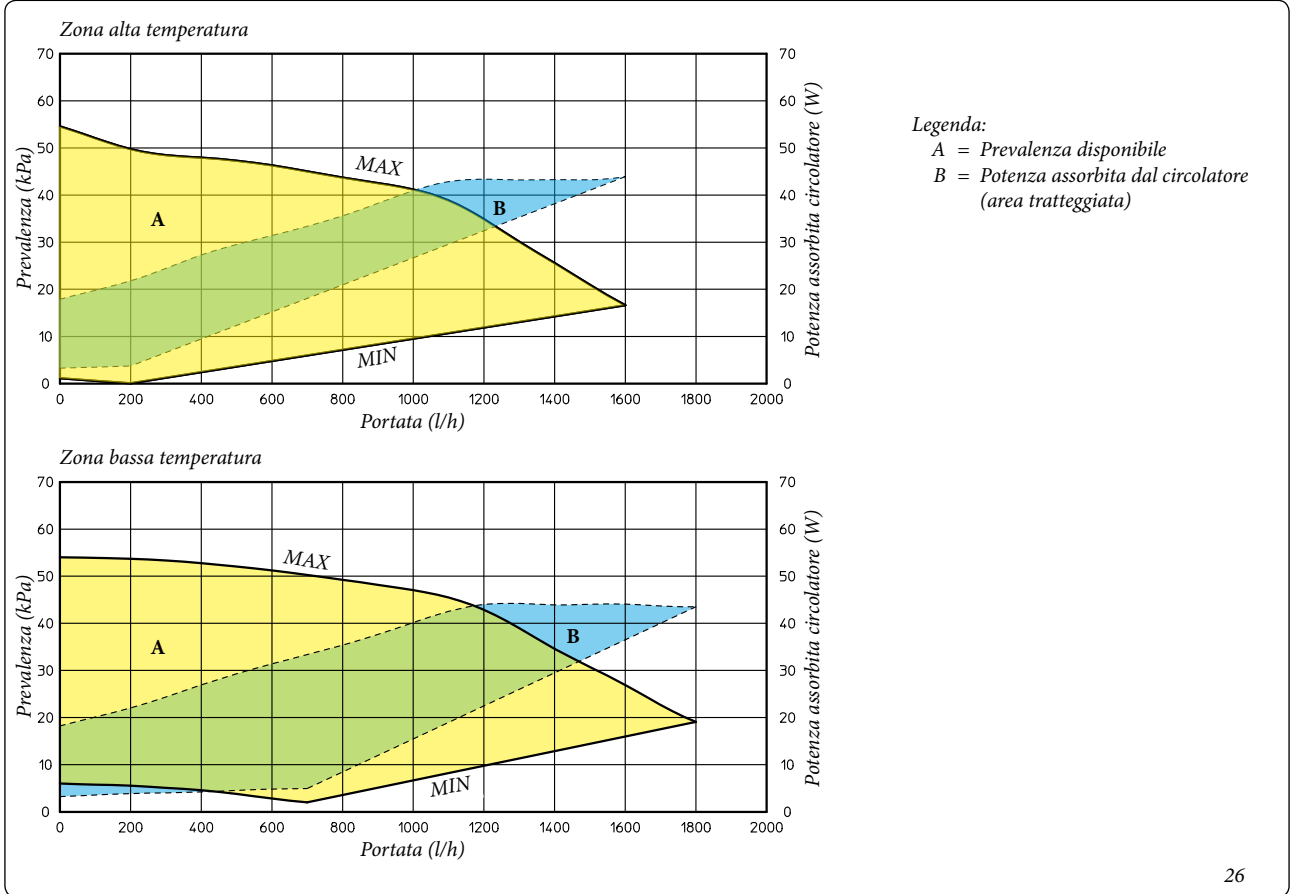 Zona alta temperatura
Prevalenza (kPa)
70
60
50
40
30
20
10
0
MAX
A
B
MIN
70
60
50
40
30
20
10
0
Potenza assorbita circolatore (W)
0 200 400 600 800 1000 1200 1400 1600 1800 2000
Portata (l/h)
Legenda:
A = Prevalenza disponibile
B = Potenza assorbita dal circolatore
(area tratteggiata)
Zona bassa temperatura
Prevalenza (kPa)
70
60
50
40
30
20
10
0
MAX
A
B
MIN
70
60
50
40
30
20
10
0
Potenza assorbita circolatore (W)
0 200 400 600 800 1000 1200 1400 1600 1800 2000
Portata (l/h)
26